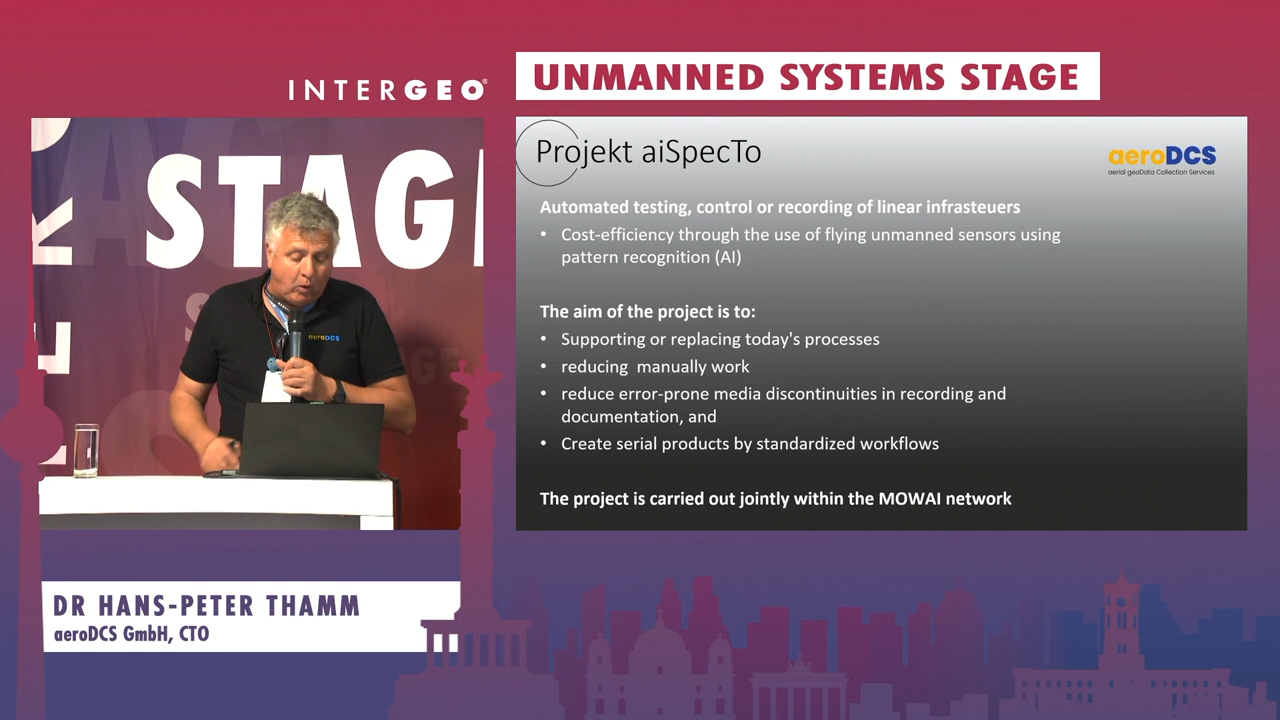 INTERGEO®
UNMANNED SYSTEMS STAGE
STAG
aeroDCS
Projekt aiSpecTo
aeroDCS
aerial geoData Collection Services
Automated testing, control or recording of linear infrasteuers
• Cost-efficiency through the use of flying unmanned sensors using
pattern recognition (AI)
The aim of the project is to:
• Supporting or replacing today's processes
• reducing  manually work
• reduce error-prone media discontinuities in recording and
documentation, and
• Create serial products by standardized workflows
The project is carried out jointly within the MOWAI network
DR HANS-PETER THAMM
aeroDCS GmbH, CTO